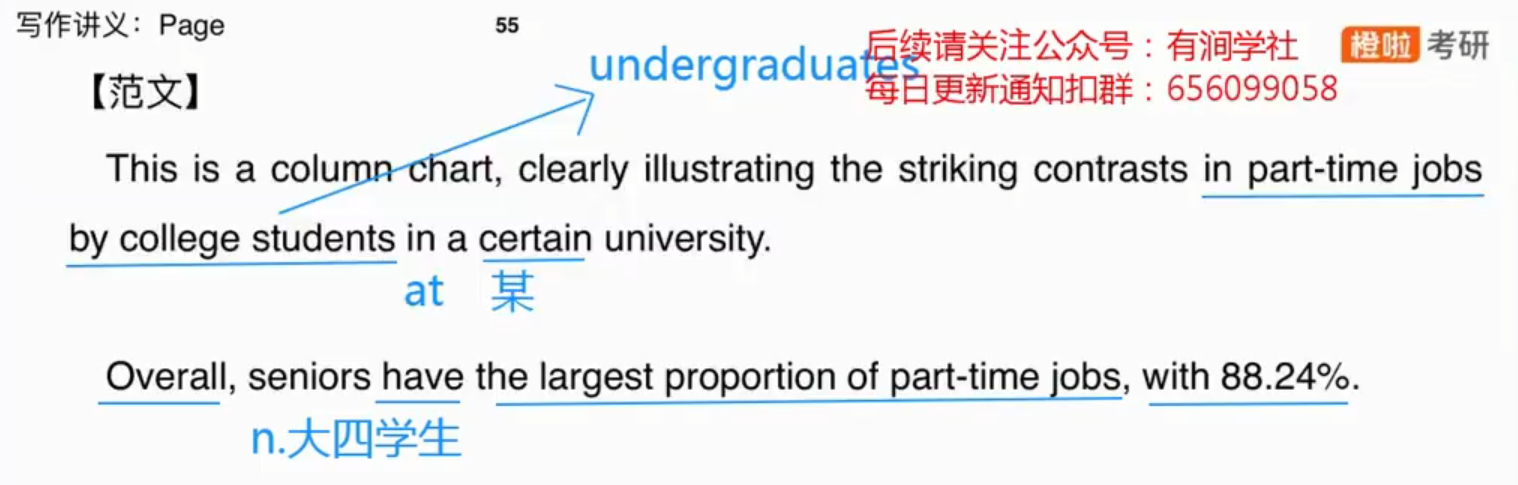 写作讲义：Page 55
undergraduates
后续请关注公众号：有涧学社
橙啦 考研
每日更新通知扣群：656099058
【范文】
This is a column chart, clearly illustrating the striking contrasts in part-time jobs
by college students in a certain university.
at 某
Overall, seniors have the largest proportion of part-time jobs, with 88.24%.
n.大四学生